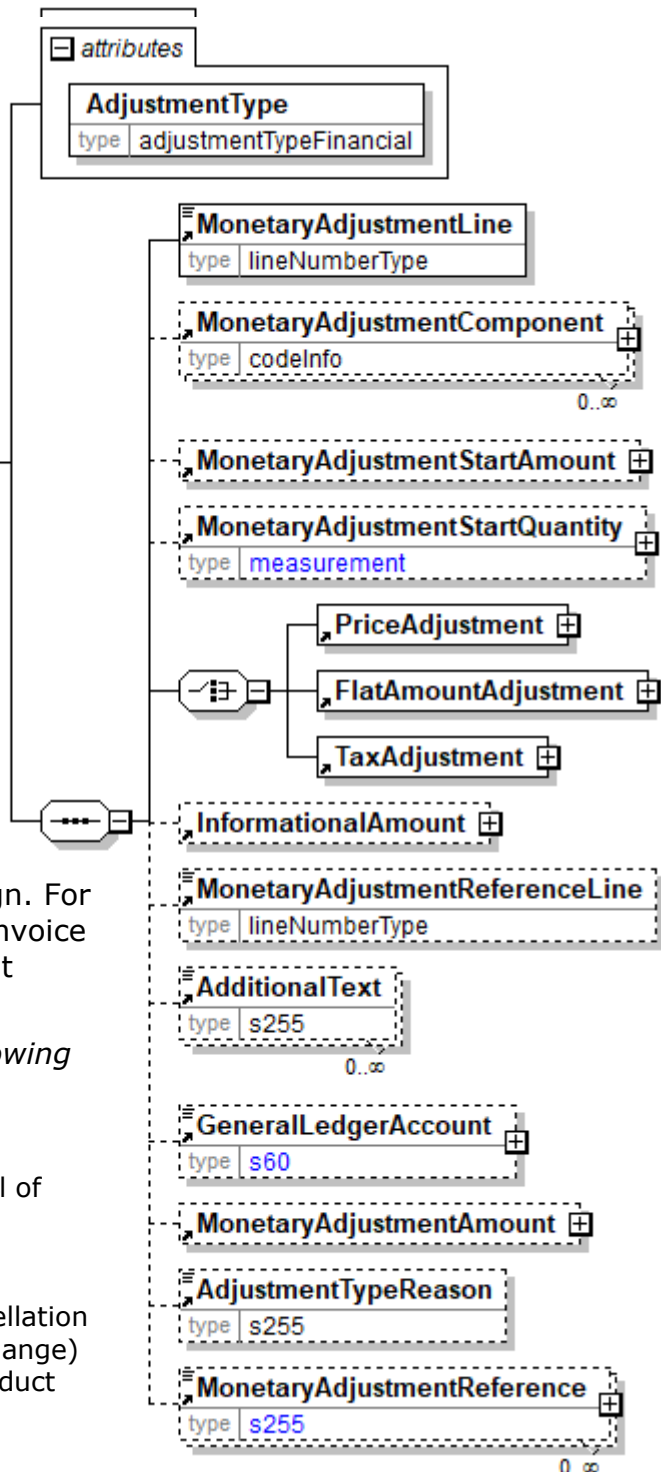 attributes
AdjustmentType
type adjustmentTypeFinancial
MonetaryAdjustmentLine
type lineNumberType
MonetaryAdjustmentComponent
type codeInfo
0..∞
MonetaryAdjustmentStartAmount
MonetaryAdjustmentStartQuantity
type measurement
PriceAdjustment
FlatAmountAdjustment
TaxAdjustment
InformationalAmount
MonetaryAdjustmentReferenceLine
type lineNumberType
AdditionalText
type s255
0..∞
GeneralLedgerAccount
type s60
MonetaryAdjustmentAmount
AdjustmentTypeReason
type s255
MonetaryAdjustmentReference
type s255
0..∞
For